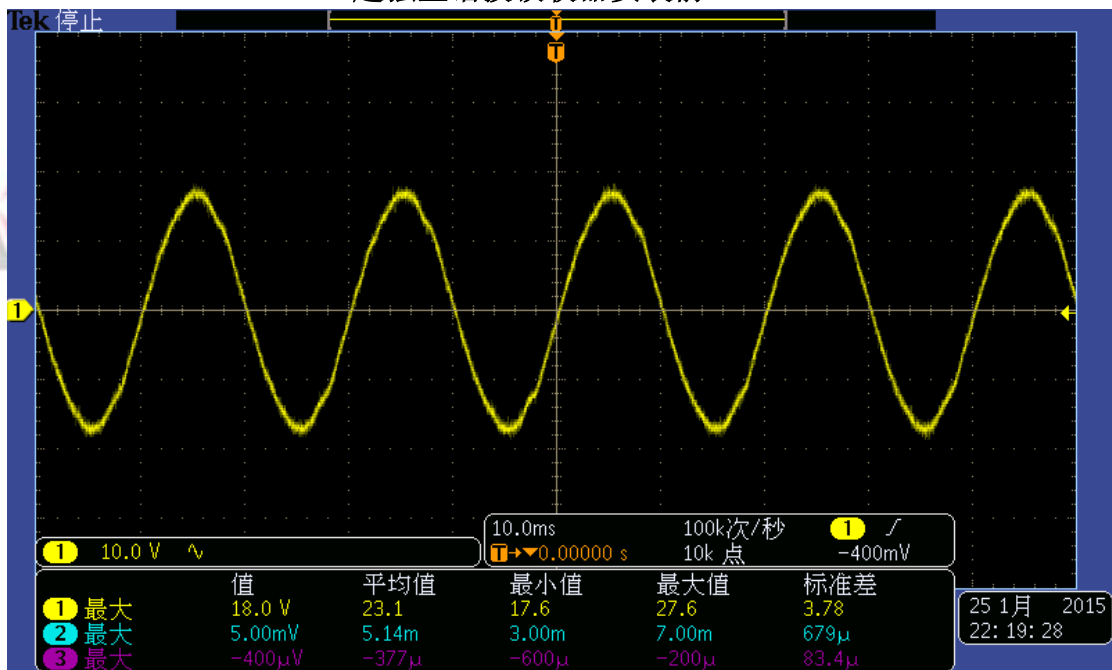 Tek 停止
T
T
1
1 10.0 V
10.0ms 100k次/秒 1
T→▼0.00000 s 10k 点 -400mV
值 平均值 最小值 最大值 标准差
1 最大 18.0 V 23.1 17.6 27.6 3.78
2 最大 5.00mV 5.14m 3.00m 7.00m 679µ
3 最大 -400µV -377µ -600µ -200µ 83.4µ
25 1月 2015
22:19:28